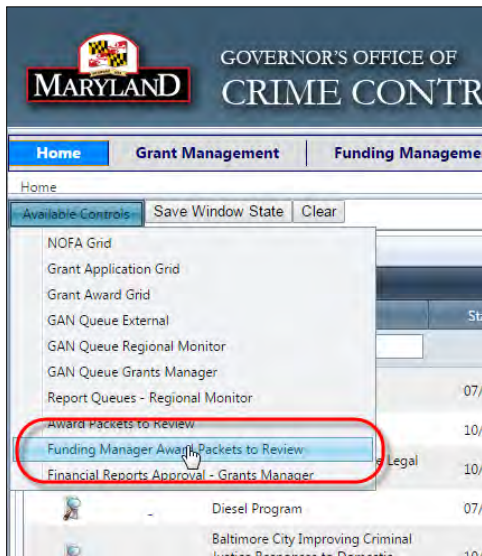 MARYLAND
GOVERNOR'S OFFICE OF
CRIME CONTR
Home Grant Management Funding Manageme
Home
Available Controls Save Window State Clear
NOFA Grid
Grant Application Grid
Grant Award Grid
GAN Queue External
St
GAN Queue Regional Monitor
GAN Queue Grants Manager
Report Queues - Regional Monitor
07/
Award Packets to Review
10/
Funding Manager Award Packets to Review
e Legal
10/
Financial Reports Approval - Grants Manager
- Diesel Program 07/
Baltimore City Improving Criminal
Justice Responses to Domestic
10